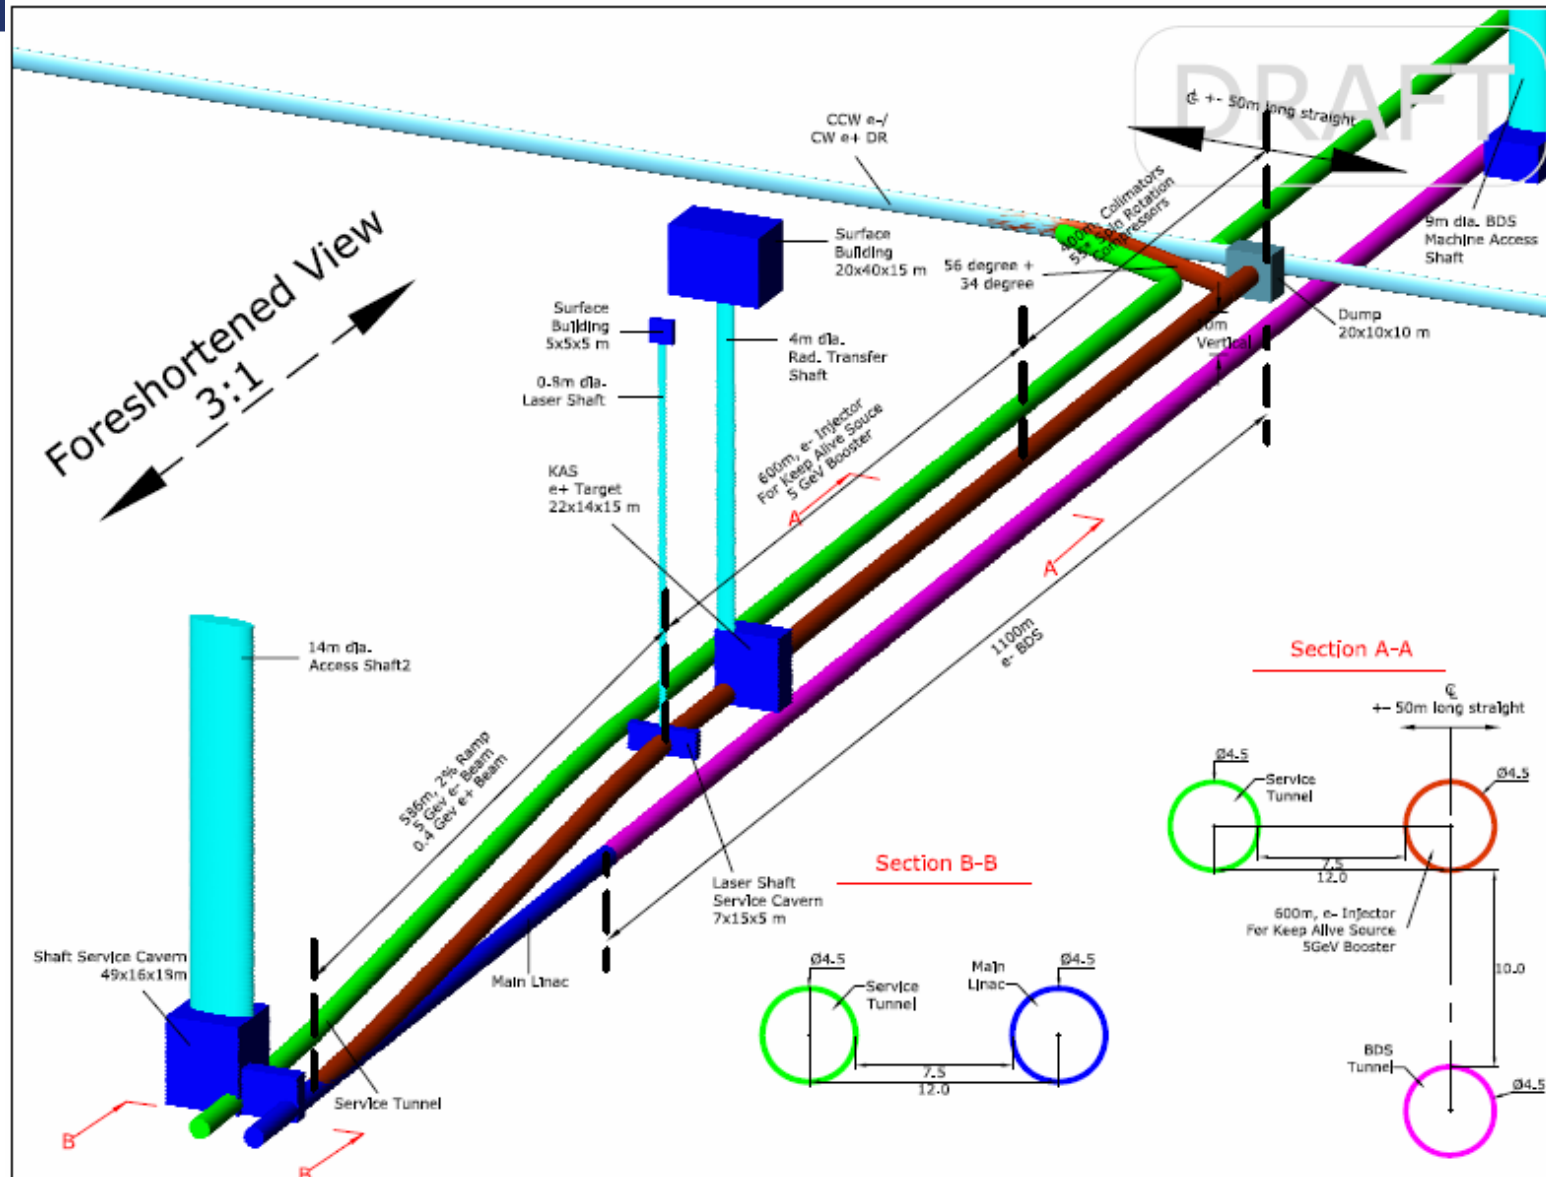 DRAFT
℄ +- 50m long straight
CCW e-/
CW e+ DR
400m, Colimators
55* Spin Rotation
Compressors
9m dia. BDS
Machine Access
Shaft
Surface
Building
20x40x15 m
56 degree +
34 degree
Foreshortened View
3:1
Surface
Building
5x5x5 m
4m dia.
Rad. Transfer
Shaft
Vertical
Dump
20x10x10 m
0.8m dia.
Laser Shaft
600m, e- Injector
For Keep Alive Souce
5 GeV Booster
KAS
e+ Target
22x14x15 m
A
A
1100m
e- BDS
14m dia.
Access Shaft2
586m, 2% Ramp
5 Gev e- Beam
0.4 Gev e+ Beam
Laser Shaft
Service Cavern
7x15x5 m
Shaft Service Cavern
49x16x18m
Main Linac
Service Tunnel
B
B
Section A-A
℄
+- 50m long straight
Ø4.5
Ø4.5
Service
Tunnel
7.5
12.0
600m, e- Injector
For Keep Alive Source
5GeV Booster
10.0
BDS
Tunnel
Ø4.5
Section B-B
Ø4.5
Ø4.5
Service
Tunnel
Main
Linac
7.5
12.0